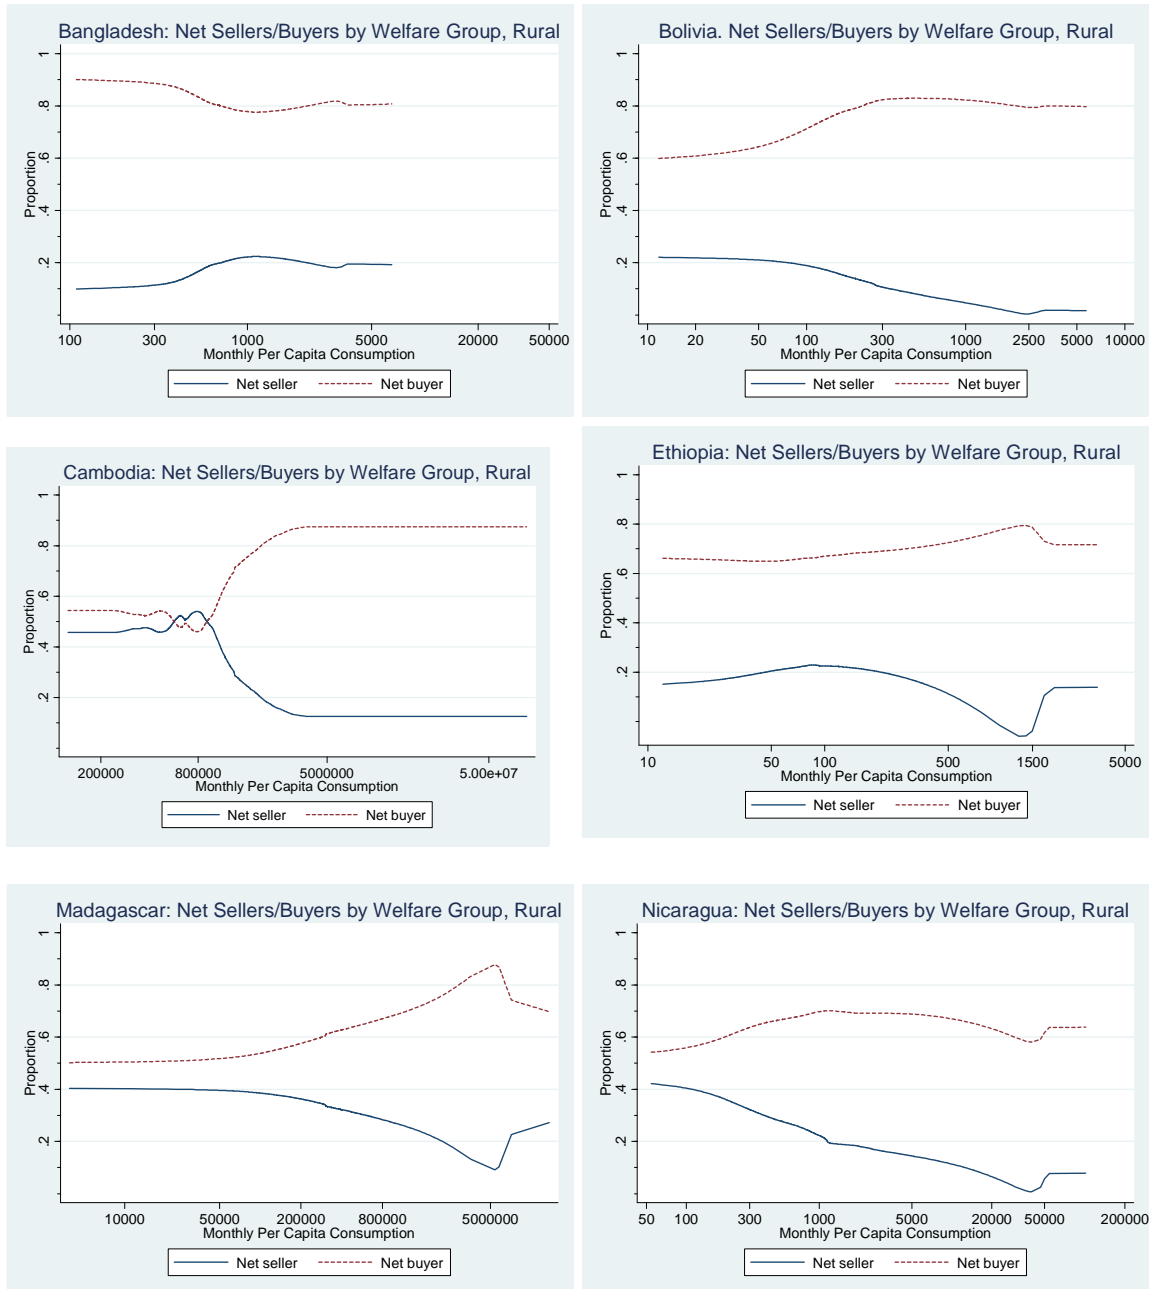 Bangladesh: Net Sellers/Buyers by Welfare Group, Rural
Proportion
1
.8
.6
.4
.2
100 300 1000 5000 20000 50000
Monthly Per Capita Consumption
Net seller Net buyer
Bolivia. Net Sellers/Buyers by Welfare Group, Rural
Proportion
1
.8
.6
.4
.2
10 20 50 100 300 1000 2500 5000 10000
Monthly Per Capita Consumption
Net seller Net buyer
Cambodia: Net Sellers/Buyers by Welfare Group, Rural
Proportion
1
.8
.6
.4
.2
200000 800000 5000000 5.00e+07
Monthly Per Capita Consumption
Net seller Net buyer
Ethiopia: Net Sellers/Buyers by Welfare Group, Rural
Proportion
1
.8
.6
.4
.2
10 50 100 500 1500 5000
Monthly Per Capita Consumption
Net seller Net buyer
Madagascar: Net Sellers/Buyers by Welfare Group, Rural
Proportion
1
.8
.6
.4
.2
10000 50000 200000 800000 5000000
Monthly Per Capita Consumption
Net seller Net buyer
Nicaragua: Net Sellers/Buyers by Welfare Group, Rural
Proportion
1
.8
.6
.4
.2
50 100 300 1000 5000 20000 50000 200000
Monthly Per Capita Consumption
Net seller Net buyer